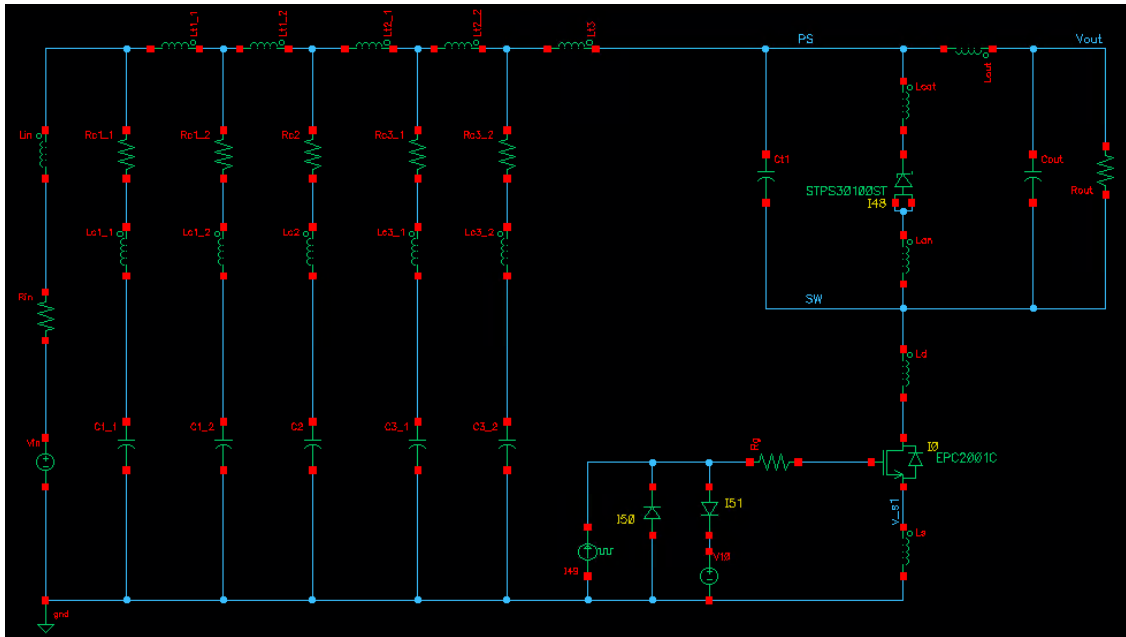 Lt1_1
Lt1_2
Lt2_1
Lt2_2
Lt3
PS
Vout
Lout
Lcat
Lin
Rc1_1
Rc1_2
Rc2
Rc3_1
Rc3_2
Ct1
Cout
STPS30100ST
I48
Rout
Lc1_1
Lc1_2
Lc2
Lc3_1
Lc3_2
Lan
Rin
SW
Ld
Vin
C1_1
C1_2
C2
C3_1
C3_2
Rg
I0
EPC2001C
I50
I51
v_s1
Ls
I49
V10
gnd